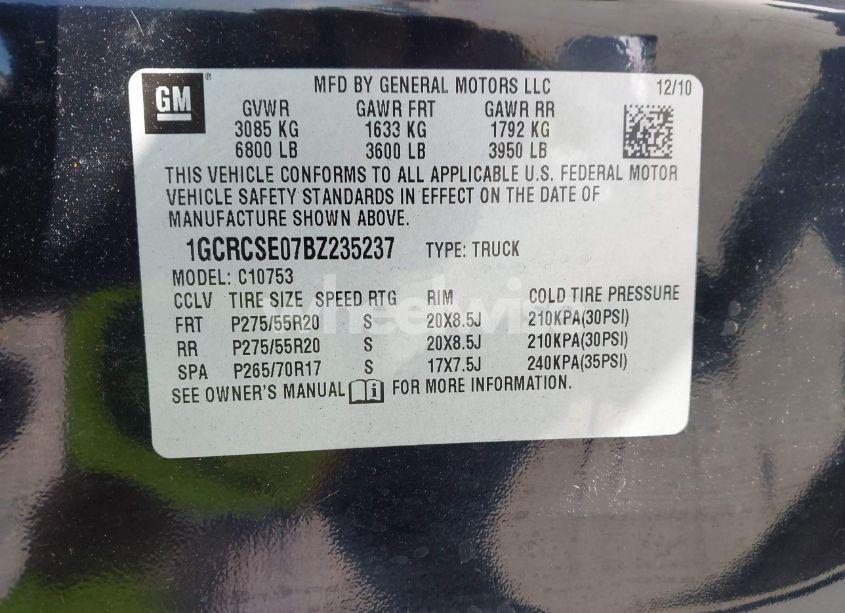 GM ® MFD BY GENERAL MOTORS LLC 12/10
GVWR GAWR FRT GAWR RR
3085 KG 1633 KG 1792 KG
6800 LB 3600 LB 3950 LB
THIS VEHICLE CONFORMS TO ALL APPLICABLE U.S. FEDERAL MOTOR
VEHICLE SAFETY STANDARDS IN EFFECT ON THE DATE OF
MANUFACTURE SHOWN ABOVE.
1GCRCSE07BZ235237 TYPE: TRUCK
MODEL: C10753
CCLV TIRE SIZE SPEED RTG RIM COLD TIRE PRESSURE
FRT P275/55R20 S 20X8.5J 210KPA(30PSI)
RR P275/55R20 S 20X8.5J 210KPA(30PSI)
SPA P265/70R17 S 17X7.5J 240KPA(35PSI)
SEE OWNER'S MANUAL i FOR MORE INFORMATION.